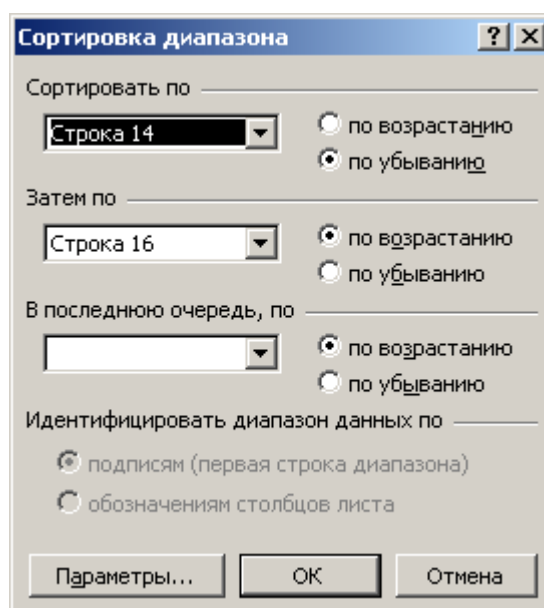 Сортировка диапазона
Сортировать по
Строка 14
по возрастанию
по убыванию
Затем по
Строка 16
по возрастанию
по убыванию
В последнюю очередь, по
по возрастанию
по убыванию
Идентифицировать диапазон данных по
подписям (первая строка диапазона)
обозначениям столбцов листа
Параметры... ОК Отмена